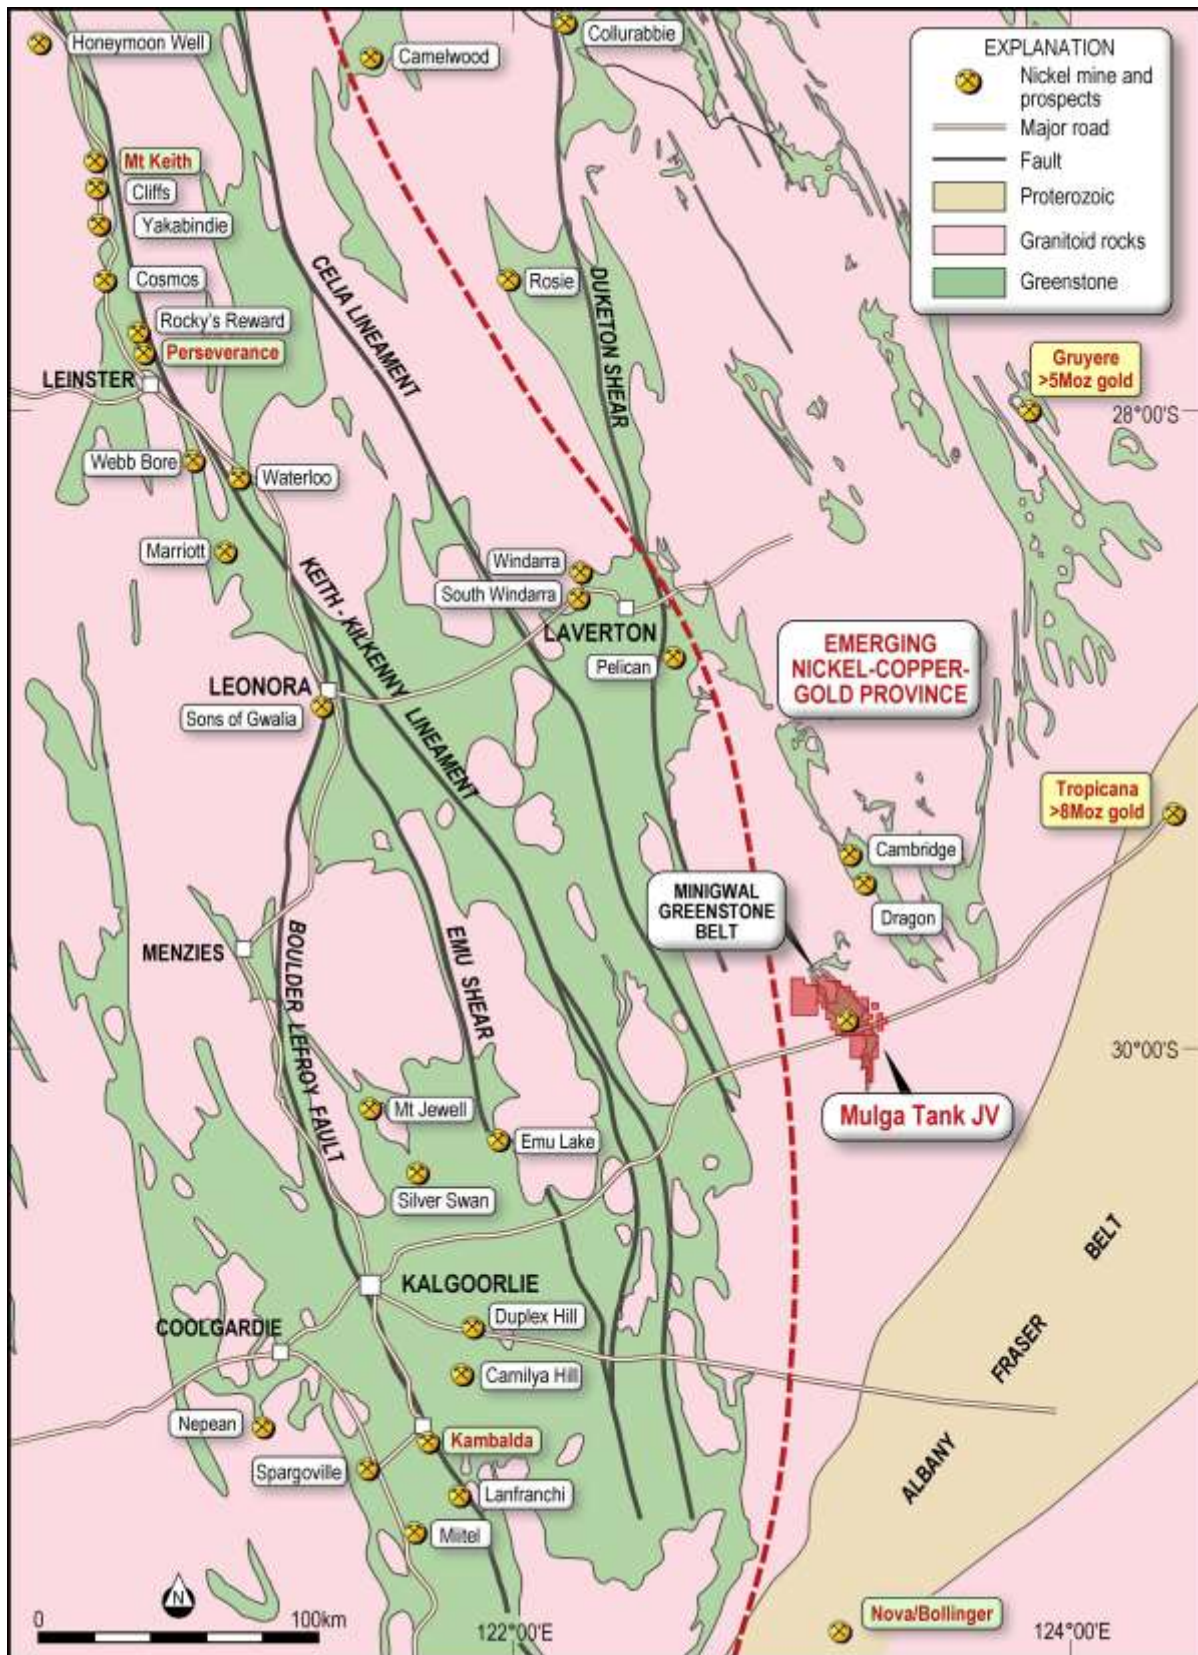 Honeymoon Well
Camelwood
Collurabbie
EXPLANATION
Nickel mine and
prospects
Major road
Fault
Proterozoic
Granitoid rocks
Greenstone
Mt Keith
Cliffs
Yakabindie
Cosmos
Rocky's Reward
Perseverance
LEINSTER
CELIA LINEAMENT
Rosie
DUKETON SHEAR
Gruyere
>5Moz gold
28°00'S
Webb Bore
Waterloo
Marriott
KEITH - KILKENNY LINEAMENT
Windarra
South Windarra
LAVERTON
Pelican
EMERGING
NICKEL-COPPER-
GOLD PROVINCE
LEONORA
Sons of Gwalia
Tropicana
>8Moz gold
Cambridge
Dragon
MINIGWAL
GREENSTONE
BELT
MENZIES
BOULDER LEFROY FAULT
EMU SHEAR
30°00'S
Mulga Tank JV
Mt Jewell
Emu Lake
Silver Swan
KALGOORLIE
COOLGARDIE
Duplex Hill
Carnilya Hill
Nepean
Kambalda
Spargoville
Lanfranchi
Miitel
ALBANY FRASER BELT
N
0 100km
122°00'E
Nova/Bollinger
124°00'E